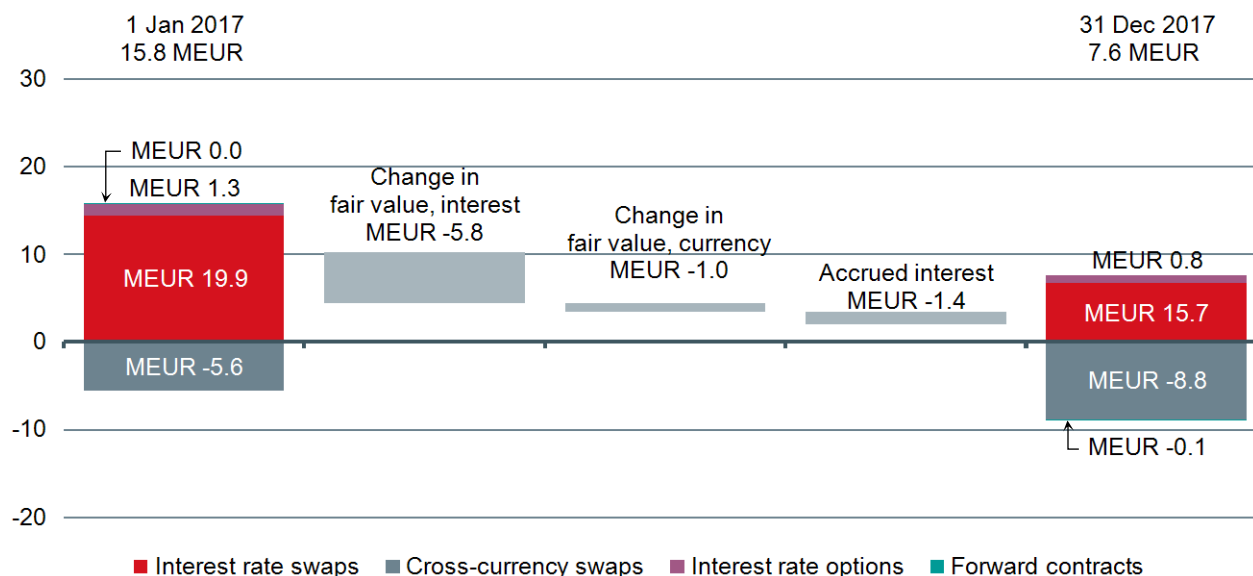 1 Jan 2017
15.8 MEUR
31 Dec 2017
7.6 MEUR
30
20
10
0
-10
-20
MEUR 0.0
MEUR 1.3
MEUR 19.9
MEUR -5.6
Change in
fair value, interest
MEUR -5.8
Change in
fair value, currency
MEUR -1.0
Accrued interest
MEUR -1.4
MEUR 0.8
MEUR 15.7
MEUR -8.8
MEUR -0.1
Interest rate swaps Cross-currency swaps Interest rate options Forward contracts